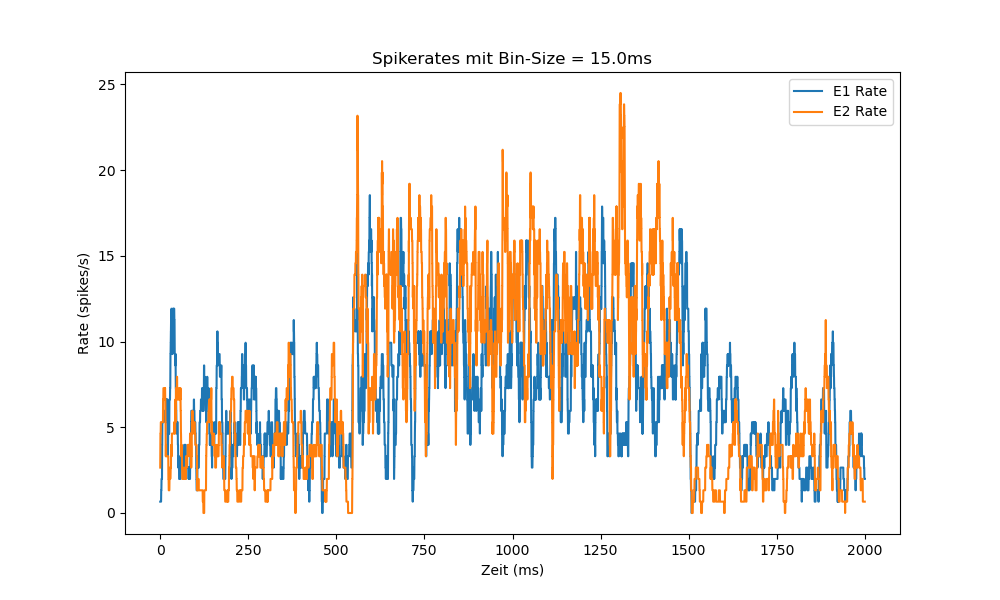 Spikerates mit Bin-Size = 15.0ms
E1 Rate
E2 Rate
25
20
15
10
5
0
Rate (spikes/s)
0 250 500 750 1000 1250 1500 1750 2000
Zeit (ms)